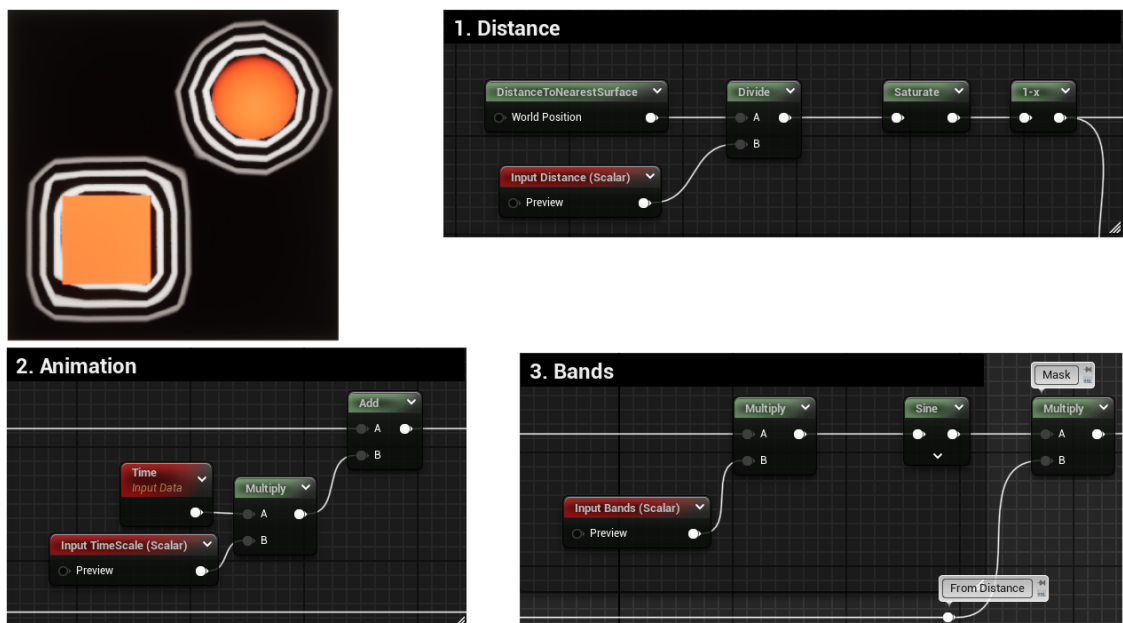 1. Distance
DistanceToNearestSurface
World Position
Divide
A
B
Saturate
1-x
Input Distance (Scalar)
Preview
2. Animation
Add
A
B
Time
Input Data
Multiply
A
B
Input TimeScale (Scalar)
Preview
3. Bands
Mask
Multiply
A
B
Sine
Multiply
A
B
Input Bands (Scalar)
Preview
From Distance